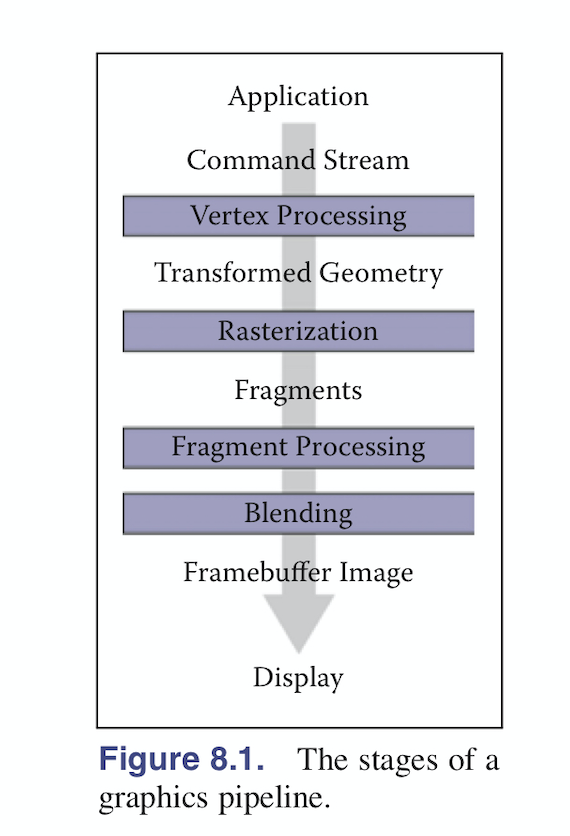 Application
Command Stream
Vertex Processing
Transformed Geometry
Rasterization
Fragments
Fragment Processing
Blending
Framebuffer Image
Display
Figure 8.1. The stages of a
graphics pipeline.